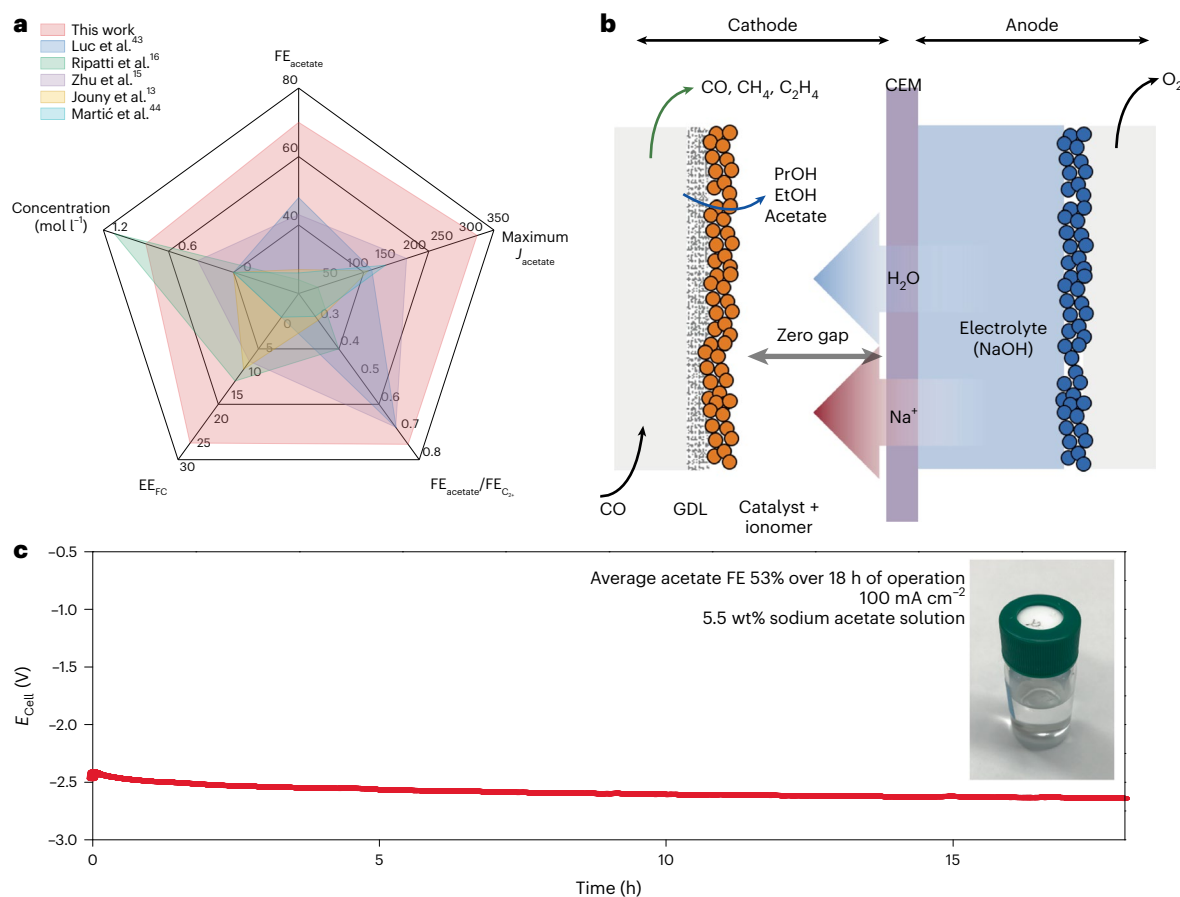 a
This work
Luc et al.43
Ripatti et al.16
Zhu et al.15
Jouny et al.13
Martić et al.44
FEacetate
80
60
40
Concentration
(mol l−1)
1.2
0.6
0
350
300
250
200
150
100
50
Maximum
Jacetate
0.3
0.4
0.5
0.6
0.7
0.8
FEacetate/FEC2+
0
5
10
15
20
25
30
EEFC
b
Cathode
Anode
CO, CH4, C2H4
CEM
O2
PrOH
EtOH
Acetate
H2O
Zero gap
Electrolyte
(NaOH)
Na+
CO
GDL
Catalyst +
ionomer
c
Average acetate FE 53% over 18 h of operation
100 mA cm−2
5.5 wt% sodium acetate solution
ECell (V)
−0.5
−1.0
−1.5
−2.0
−2.5
−3.0
0
5
10
15
Time (h)